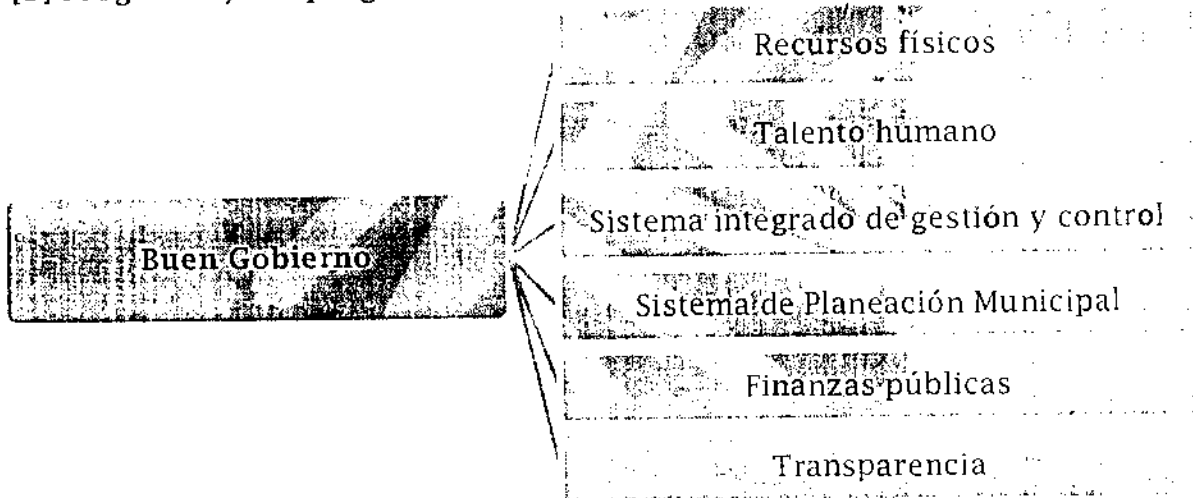 Recursos físicos
Talento humano
Sistema integrado de gestión y control
Buen Gobierno
Sistema de Planeación Municipal
Finanzas públicas
Transparencia